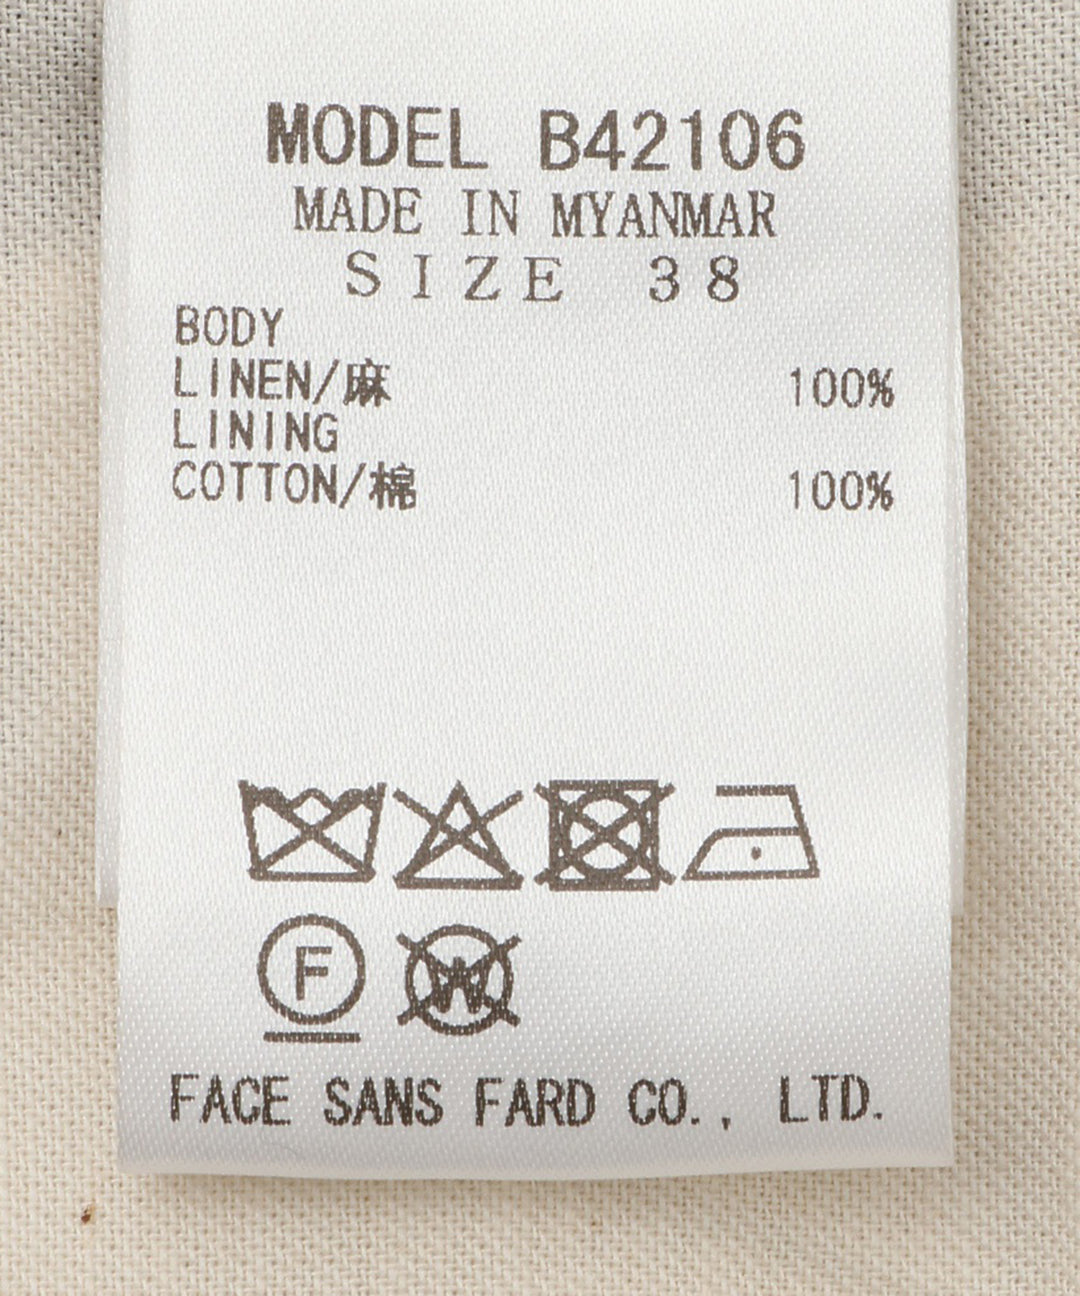 MODEL B42106
MADE IN MYANMAR
SIZE 38
BODY
LINEN/麻 100%
LINING
COTTON/棉 100%
F W
FACE SANS FARD CO., LTD.